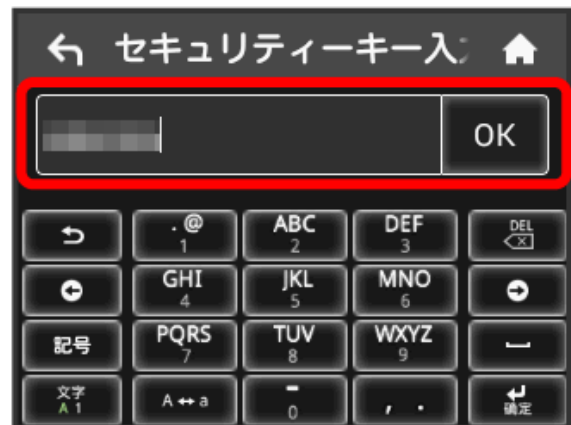 セキュリティーキー入
OK
. @ ABC DEF DEL
1 2 3
GHI JKL MNO
4 5 6
記号 PQRS TUV WXYZ
7 8 9
文字 A↔a - , .
A 1 0 確定